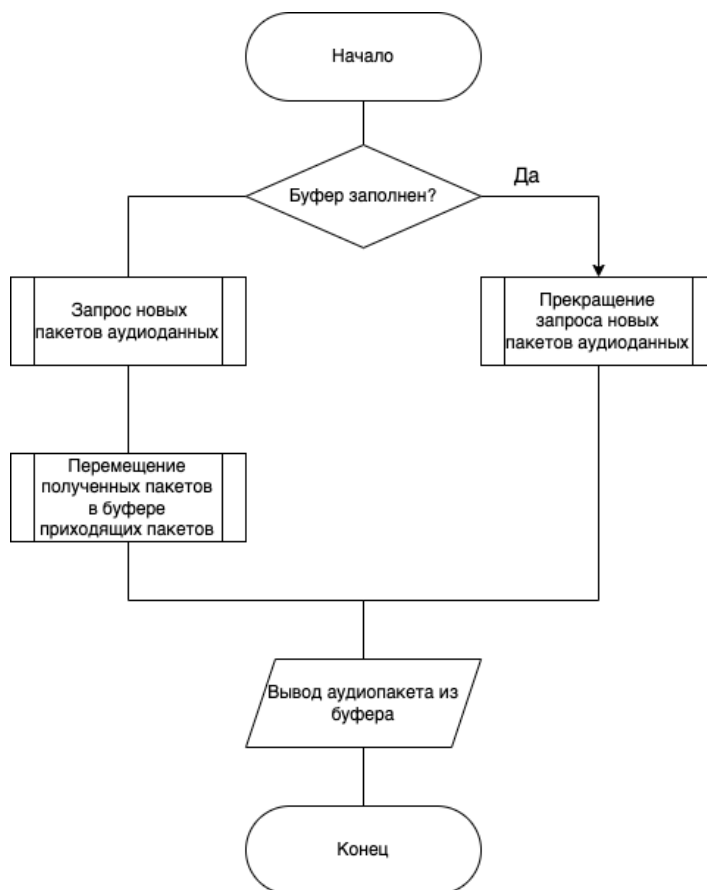 Начало
Буфер заполнен?
Да
Запрос новых
пакетов аудиоданных
Прекращение
запроса новых
пакетов аудиоданных
Перемещение
полученных пакетов
в буфере
приходящих пакетов
Вывод аудиопакета из
буфера
Конец